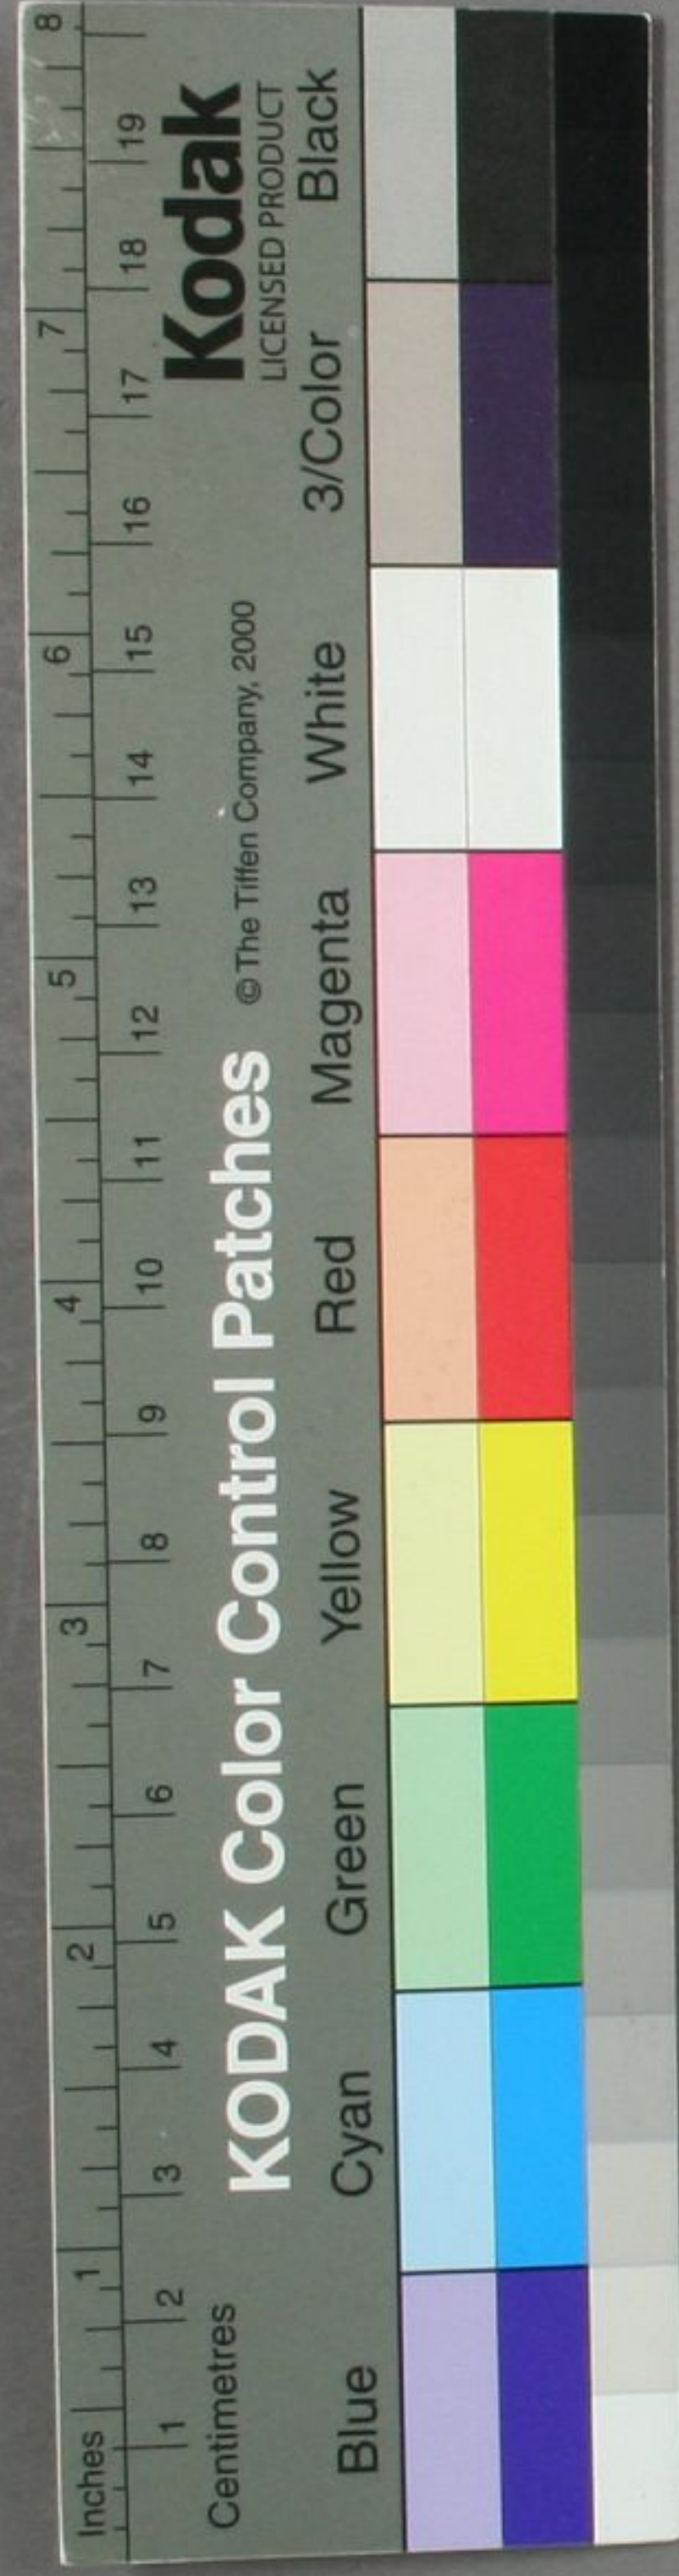 Inches 1 2 3 4 5 6 7 8
1 2 3 4 5 6 7 8 9 10 11 12 13 14 15 16 17 18 19
Centimetres
KODAK Color Control Patches © The Tiffen Company, 2000
Kodak
LICENSED PRODUCT
Blue Cyan Green Yellow Red Magenta White 3/Color Black